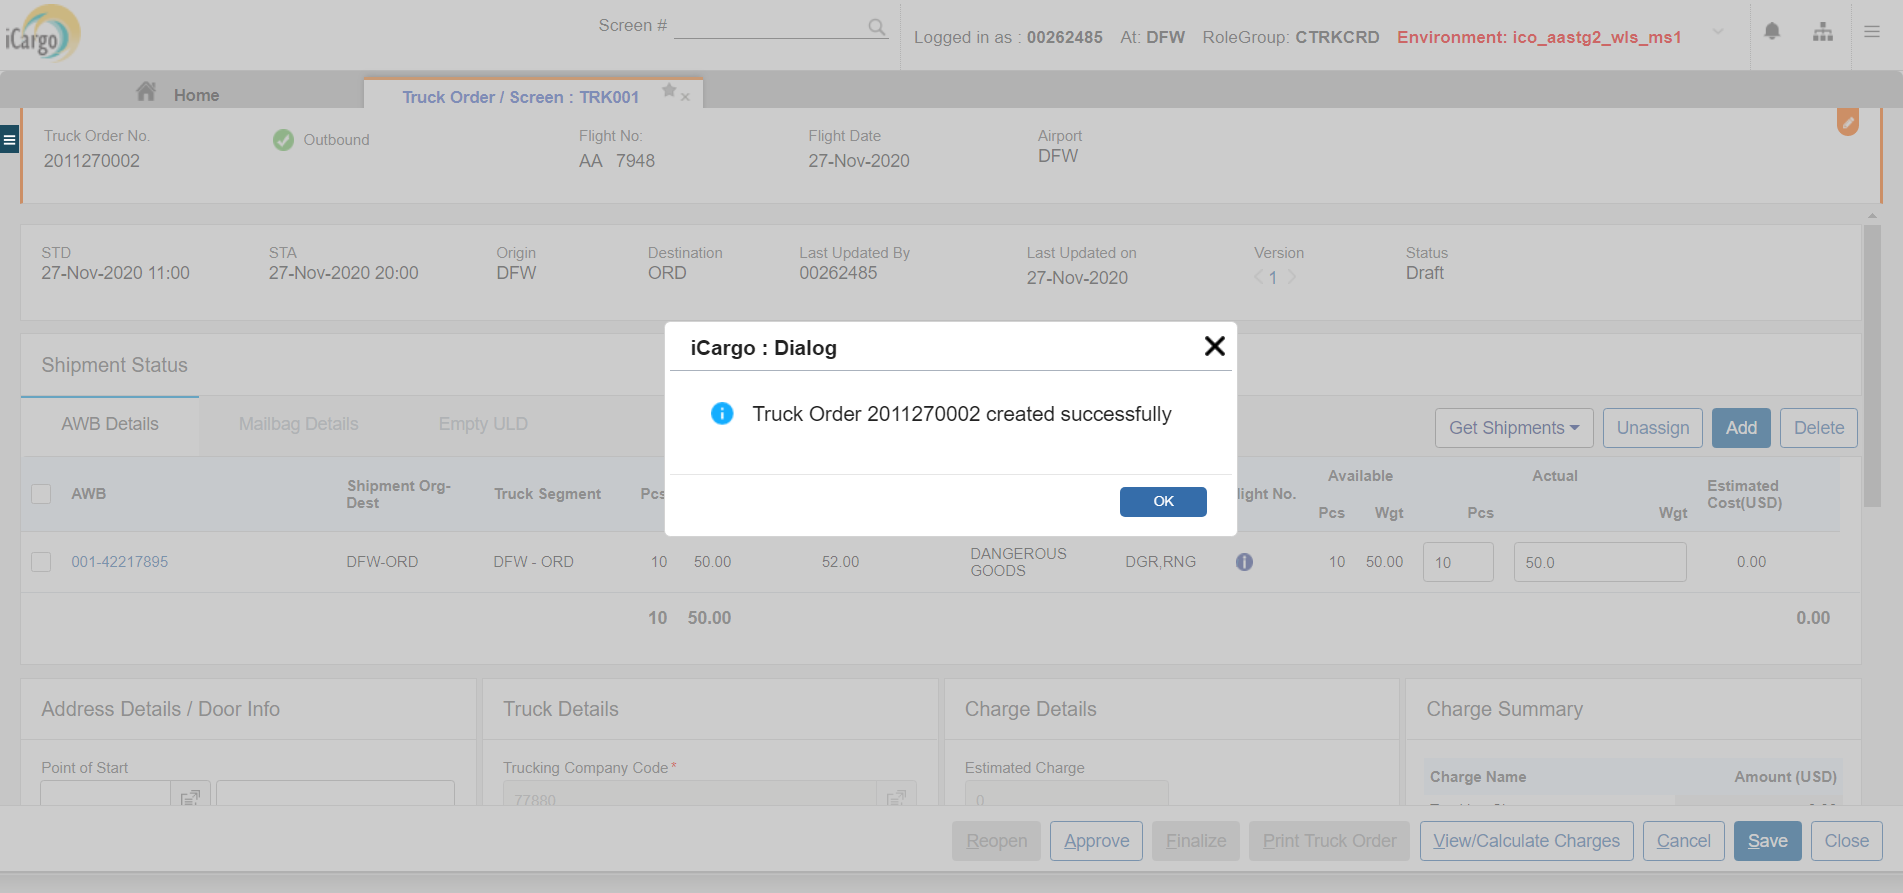 iCargo
Screen #
Logged in as : 00262485 At: DFW RoleGroup: CTRKCRD Environment: ico_aastg2_wls_ms1
Home
Truck Order / Screen : TRK001
Truck Order No.
2011270002
Outbound
Flight No:
AA 7948
Flight Date
27-Nov-2020
Airport
DFW
STD
27-Nov-2020 11:00
STA
27-Nov-2020 20:00
Origin
DFW
Destination
ORD
Last Updated By
00262485
Last Updated on
27-Nov-2020
Version
1
Status
Draft
Shipment Status
iCargo : Dialog
Truck Order 2011270002 created successfully
OK
AWB Details Mailbag Details Empty ULD
Get Shipments Unassign Add Delete
AWB
Shipment Org-
Dest
Truck Segment
Pcs
light No.
Available
Pcs Wgt
Actual
Pcs Wgt
Estimated
Cost(USD)
001-42217895 DFW-ORD DFW - ORD 10 50.00 52.00
DANGEROUS
GOODS
DGR,RNG 10 50.00 10 50.0 0.00
10 50.00 0.00
Address Details / Door Info
Point of Start
Truck Details
Trucking Company Code*
77880
Charge Details
Estimated Charge
0
Charge Summary
Charge Name Amount (USD)
Reopen Approve Finalize Print Truck Order View/Calculate Charges Cancel Save Close